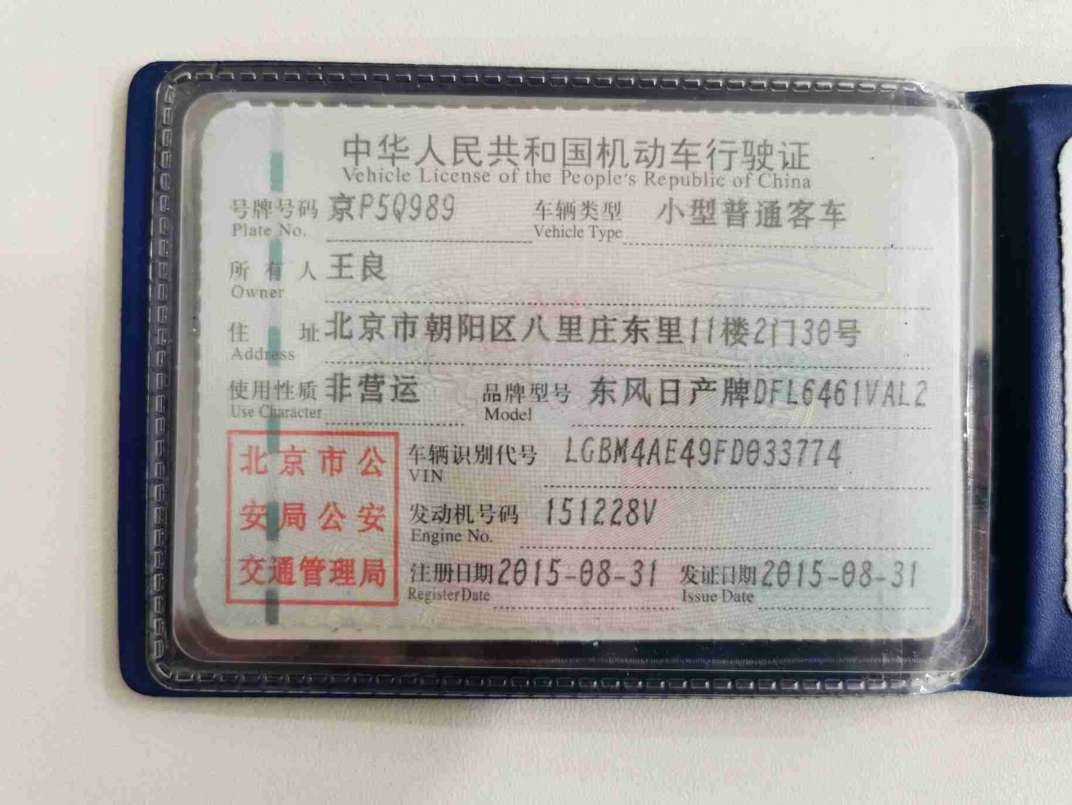 中华人民共和国机动车行驶证
Vehicle License of the People's Republic of China
号牌号码 京P5Q989 车辆类型 小型普通客车
Plate No. Vehicle Type
所有人 王良
Owner
住址 北京市朝阳区八里庄东里11楼2门30号
Address
使用性质 非营运 品牌型号 东风日产牌DFL6461VAL2
Use Character Model
北京市公
安局公安
交通管理局
车辆识别代号 LGBM4AE49FD033774
VIN
发动机号码 151228V
Engine No.
注册日期 2015-08-31 发证日期 2015-08-31
Register Date Issue Date